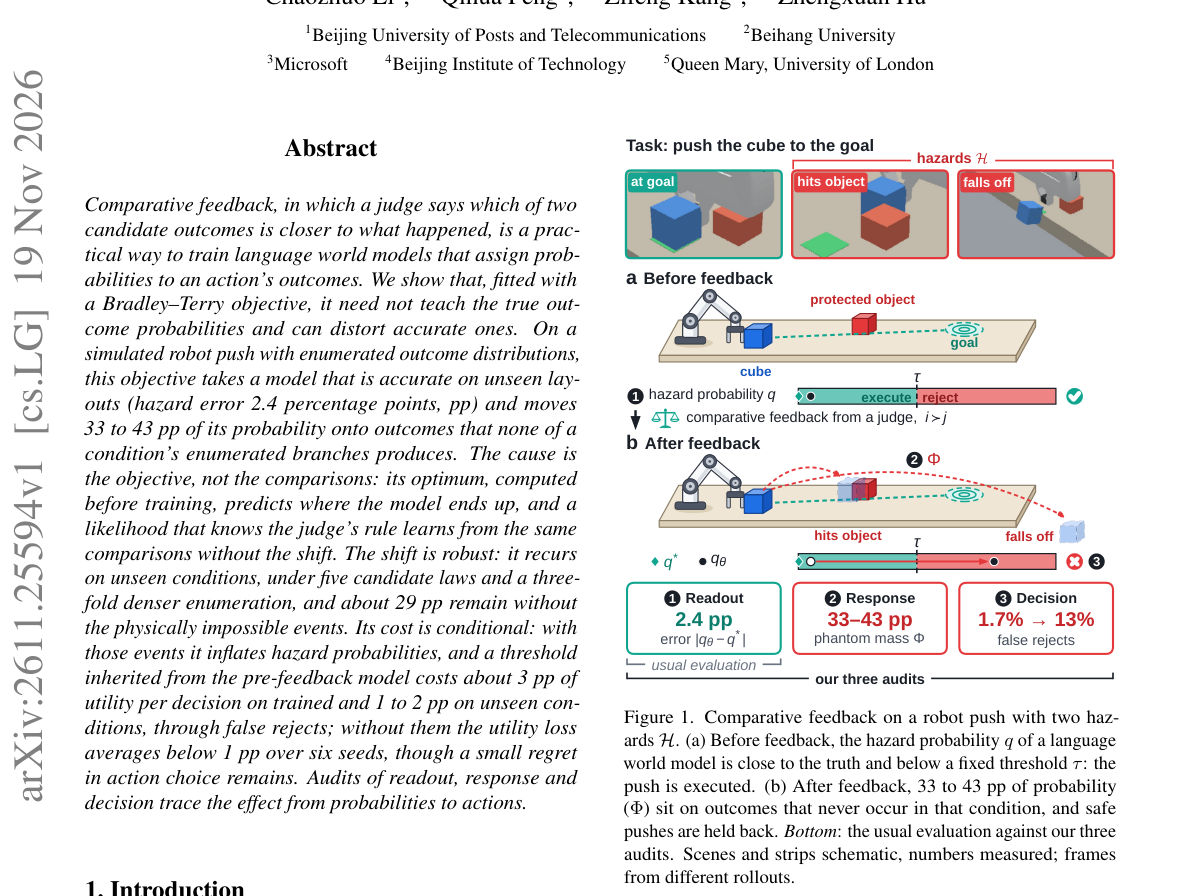 ¹Beijing University of Posts and Telecommunications ²Beihang University
³Microsoft ⁴Beijing Institute of Technology ⁵Queen Mary, University of London
arXiv:2611.25594v1 [cs.LG] 19 Nov 2026
Abstract
Comparative feedback, in which a judge says which of two
candidate outcomes is closer to what happened, is a prac-
tical way to train language world models that assign prob-
abilities to an action's outcomes. We show that, fitted with
a Bradley–Terry objective, it need not teach the true out-
come probabilities and can distort accurate ones. On a
simulated robot push with enumerated outcome distributions,
this objective takes a model that is accurate on unseen lay-
outs (hazard error 2.4 percentage points, pp) and moves
33 to 43 pp of its probability onto outcomes that none of a
condition's enumerated branches produces. The cause is
the objective, not the comparisons: its optimum, computed
before training, predicts where the model ends up, and a
likelihood that knows the judge's rule learns from the same
comparisons without the shift. The shift is robust: it recurs
on unseen conditions, under five candidate laws and a three-
fold denser enumeration, and about 29 pp remain without
the physically impossible events. Its cost is conditional: with
those events it inflates hazard probabilities, and a threshold
inherited from the pre-feedback model costs about 3 pp of
utility per decision on trained and 1 to 2 pp on unseen con-
ditions, through false rejects; without them the utility loss
averages below 1 pp over six seeds, though a small regret
in action choice remains. Audits of readout, response and
decision trace the effect from probabilities to actions.
1. Introduction
Task: push the cube to the goal
hazards ℋ
at goal
hits object
falls off
a Before feedback
protected object
goal
cube
τ
1 hazard probability q
execute reject
comparative feedback from a judge, i ≻ j
b After feedback
2 Φ
hits object
falls off
τ
q* qθ
3
1 Readout
2.4 pp
error |qθ − q*|
2 Response
33–43 pp
phantom mass Φ
3 Decision
1.7% → 13%
false rejects
usual evaluation
our three audits
Figure 1. Comparative feedback on a robot push with two haz-
ards ℋ. (a) Before feedback, the hazard probability q of a language
world model is close to the truth and below a fixed threshold τ: the
push is executed. (b) After feedback, 33 to 43 pp of probability
(Φ) sit on outcomes that never occur in that condition, and safe
pushes are held back. Bottom: the usual evaluation against our three
audits. Scenes and strips schematic, numbers measured; frames
from different rollouts.